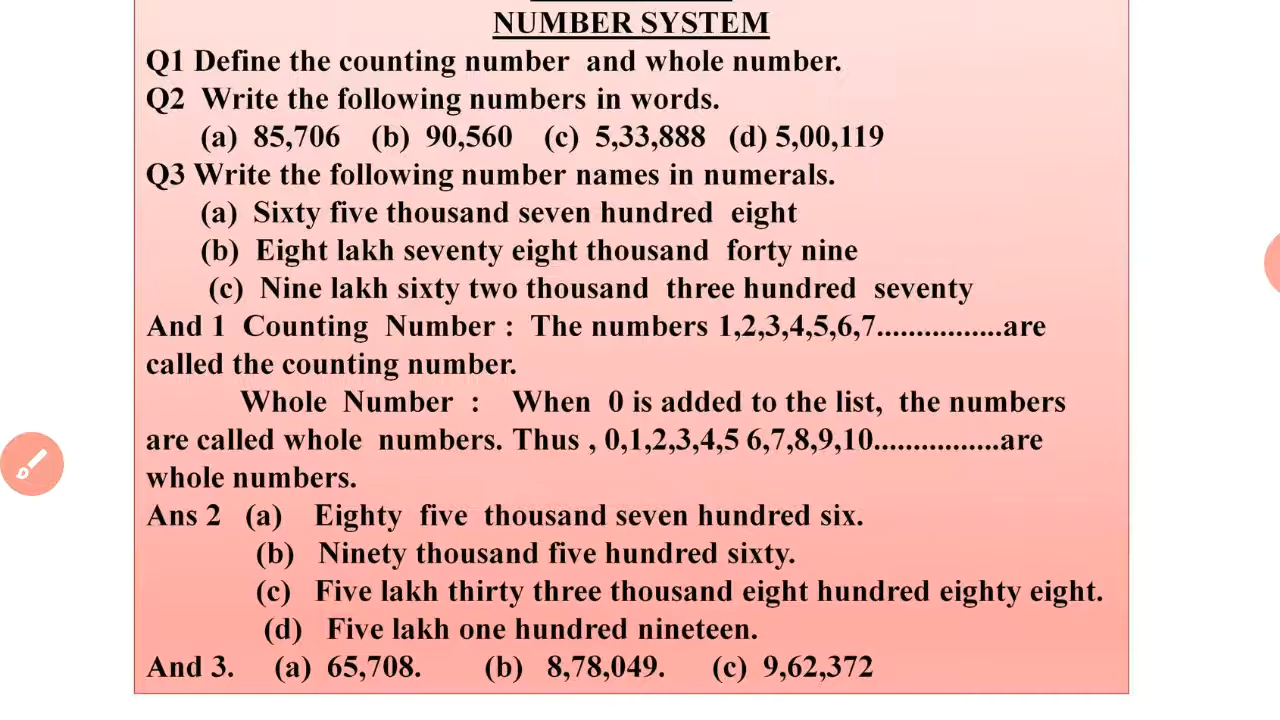 NUMBER SYSTEM
Q1 Define the counting number and whole number.
Q2 Write the following numbers in words.
(a) 85,706 (b) 90,560 (c) 5,33,888 (d) 5,00,119
Q3 Write the following number names in numerals.
(a) Sixty five thousand seven hundred eight
(b) Eight lakh seventy eight thousand forty nine
(c) Nine lakh sixty two thousand three hundred seventy
And 1 Counting Number : The numbers 1,2,3,4,5,6,7................are
called the counting number.
Whole Number : When 0 is added to the list, the numbers
are called whole numbers. Thus , 0,1,2,3,4,5 6,7,8,9,10................are
whole numbers.
Ans 2 (a) Eighty five thousand seven hundred six.
(b) Ninety thousand five hundred sixty.
(c) Five lakh thirty three thousand eight hundred eighty eight.
(d) Five lakh one hundred nineteen.
And 3. (a) 65,708. (b) 8,78,049. (c) 9,62,372